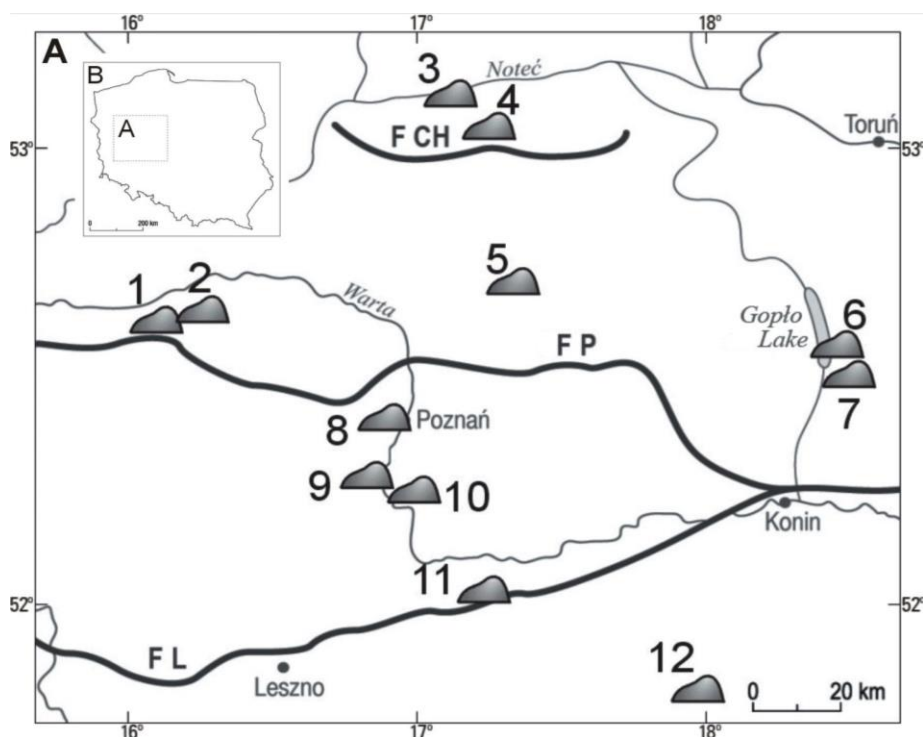 16° 17° 18°
A
B
A
0 200 km
3
Noteć
4
F CH
Toruń
53° 53°
5
1 2
Warta
Gopło
Lake
6
F P
7
8 Poznań
9 10
Konin
11
52° 52°
F L
Leszno
12
0 20 km
16° 17° 18°